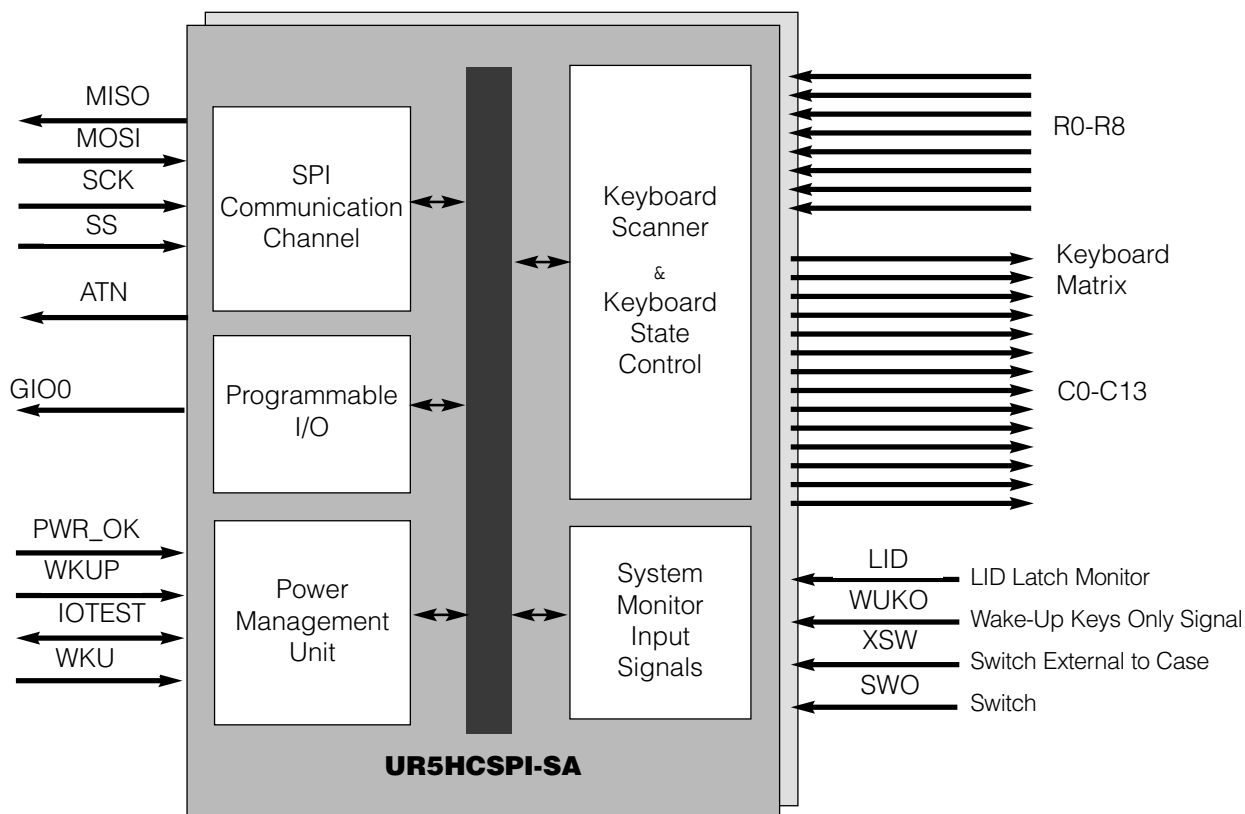 MISO
MOSI
SCK
SS
ATN
GIO0
PWR_OK
WKUP
IOTEST
WKU
SPI
Communication
Channel
Programmable
I/O
Power
Management
Unit
Keyboard
Scanner
&
Keyboard
State
Control
System
Monitor
Input
Signals
R0-R8
Keyboard
Matrix
C0-C13
LID
LID Latch Monitor
WUKO
Wake-Up Keys Only Signal
XSW
Switch External to Case
SWO
Switch
UR5HCSPI-SA